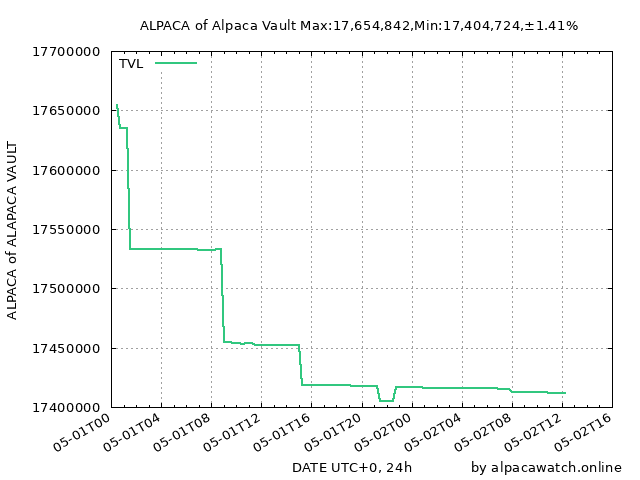 ALPACA of Alpaca Vault Max:17,654,842,Min:17,404,724,±1.41%
17700000
TVL
17650000
17600000
17550000
17500000
17450000
17400000
ALPACA of ALAPACA VAULT
05-01T00
05-01T04
05-01T08
05-01T12
05-01T16
05-01T20
05-02T00
05-02T04
05-02T08
05-02T12
05-02T16
DATE UTC+0, 24h
by alpacawatch.online